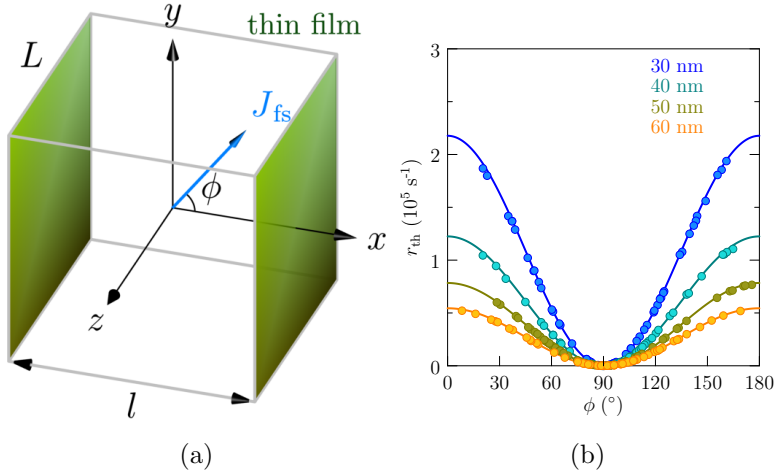 y
thin film
L
J_fs
ϕ
x
z
l
(a)
3
2
1
0
r_th (10^5 s^-1)
30 nm
40 nm
50 nm
60 nm
0 30 60 90 120 150 180
ϕ (°)
(b)